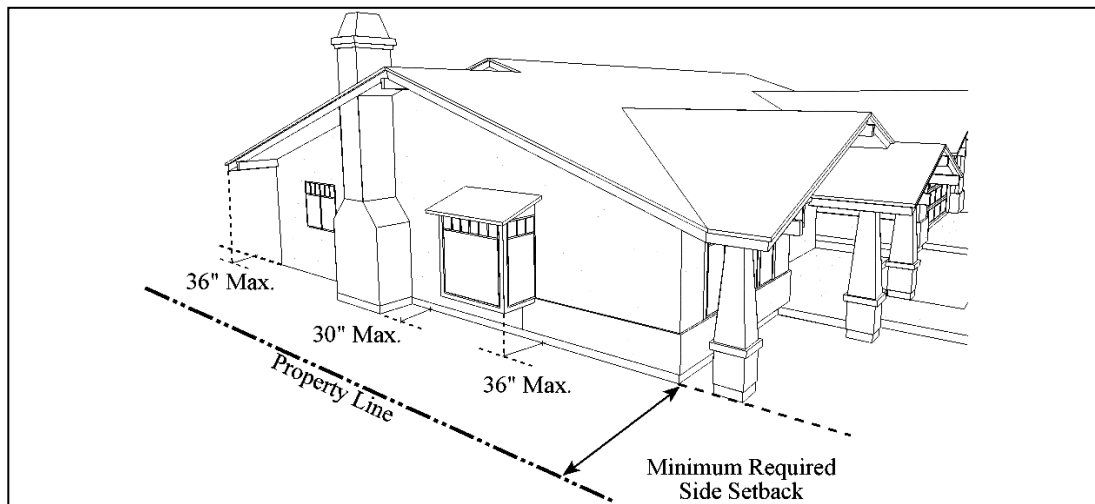 36" Max.
30" Max.
36" Max.
Property Line
Minimum Required
Side Setback